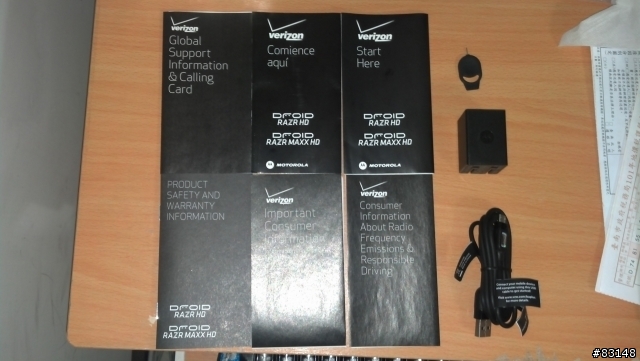 verizon
Global
Support
Information
& Calling
Card
verizon
Comience
aquí
DROID
RAZR HD
DROID
RAZR MAXX HD
MOTOROLA
verizon
Start
Here
DROID
RAZR HD
DROID
RAZR MAXX HD
MOTOROLA
PRODUCT
SAFETY AND
WARRANTY
INFORMATION
DROID
RAZR HD
DROID
RAZR MAXX HD
verizon
Important
Consumer
Information
verizon
Consumer
Information
About Radio
Frequency
Emissions &
Responsible
Driving
#83148